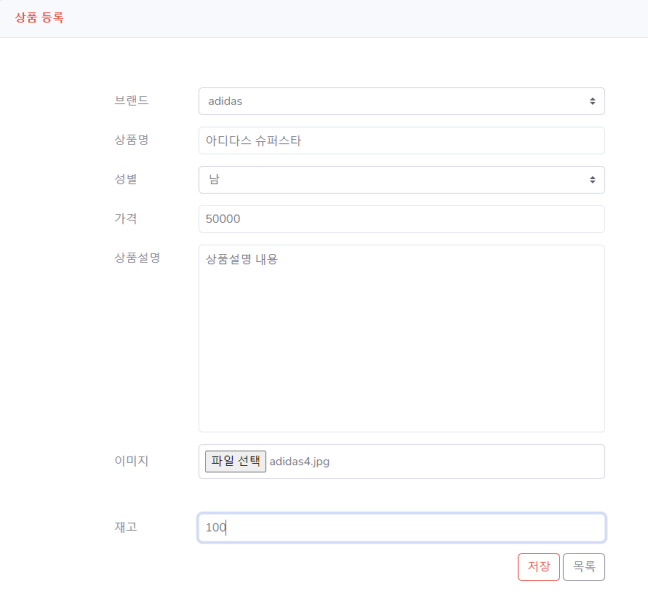 상품 등록
브랜드 adidas
상품명 아디다스 슈퍼스타
성별 남
가격 50000
상품설명 상품설명 내용
이미지 파일 선택 adidas4.jpg
재고 100
저장 목록